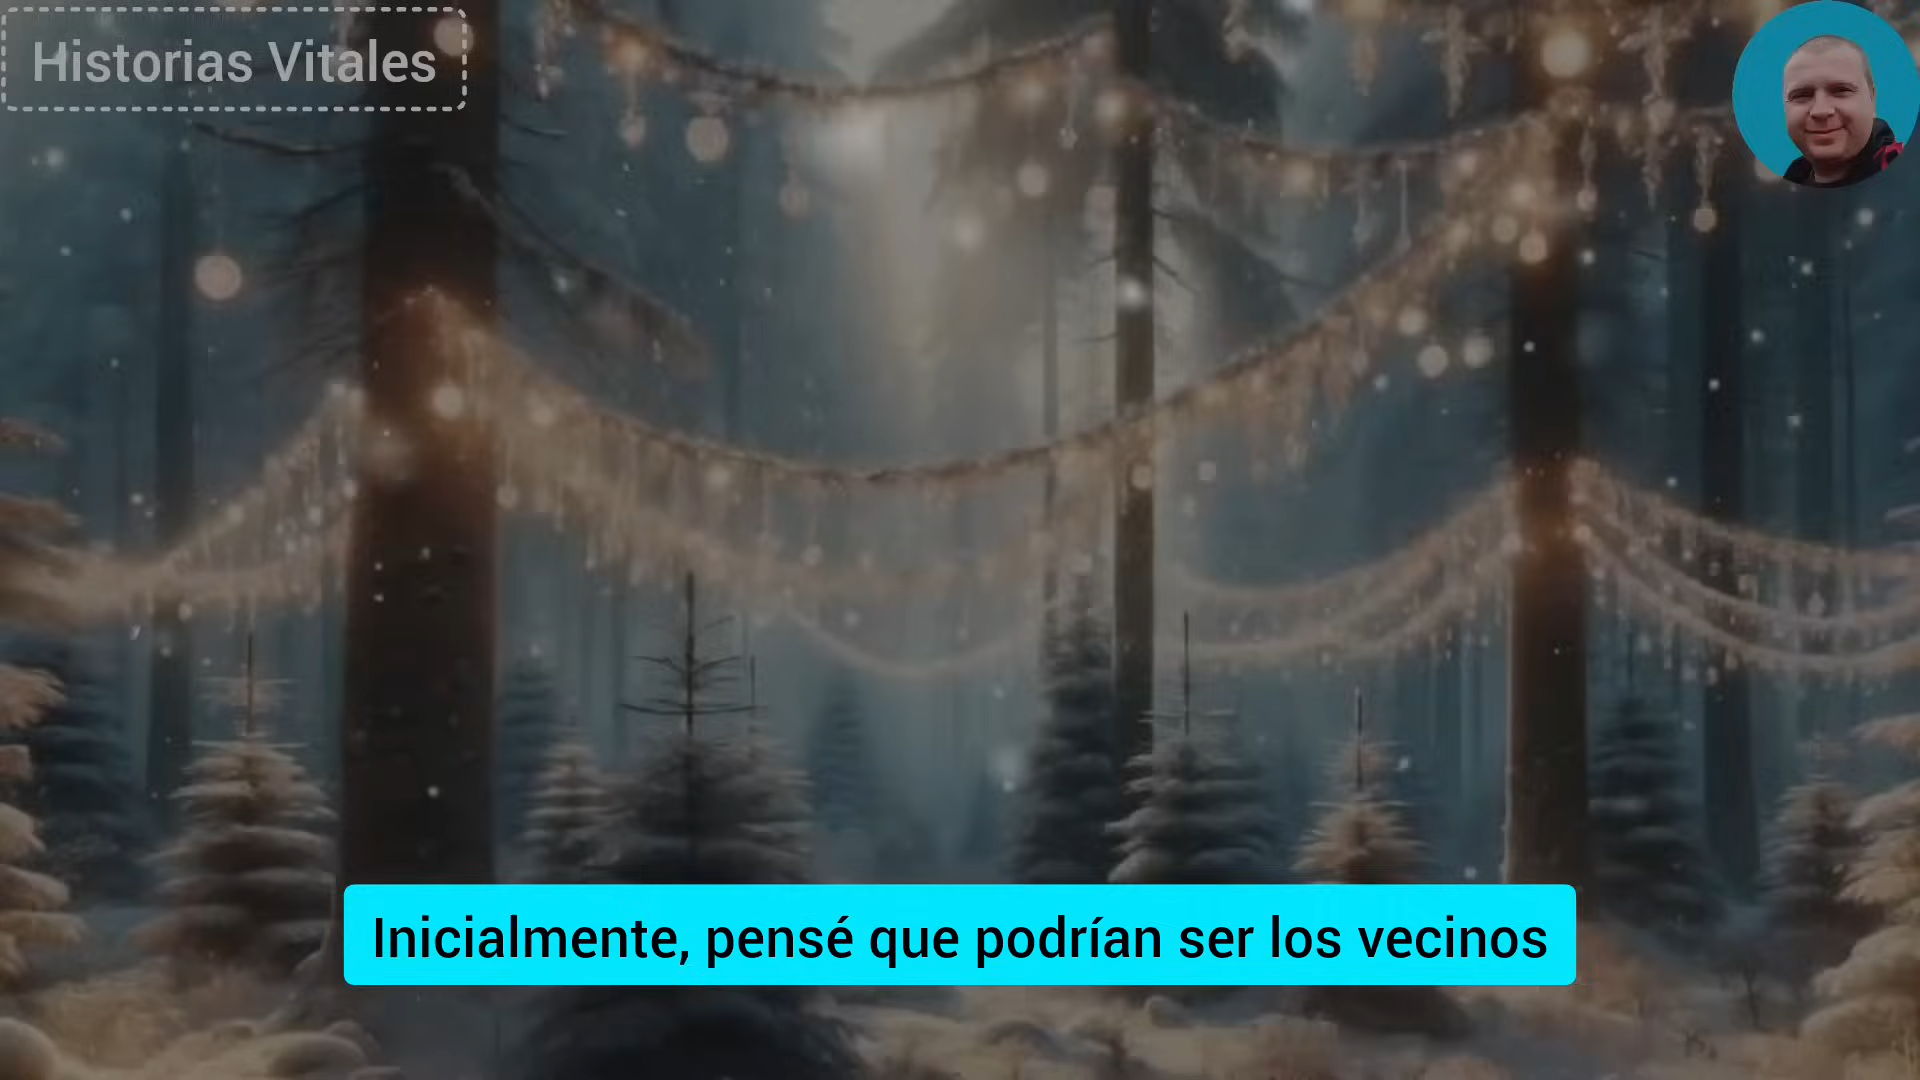 Historias Vitales
Inicialmente, pensé que podrían ser los vecinos